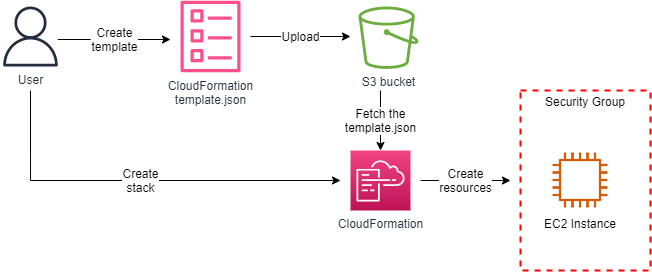 Create
template
Upload
User
CloudFormation
template.json
S3 bucket
Fetch the
template.json
Security Group
Create
stack
Create
resources
CloudFormation
EC2 Instance